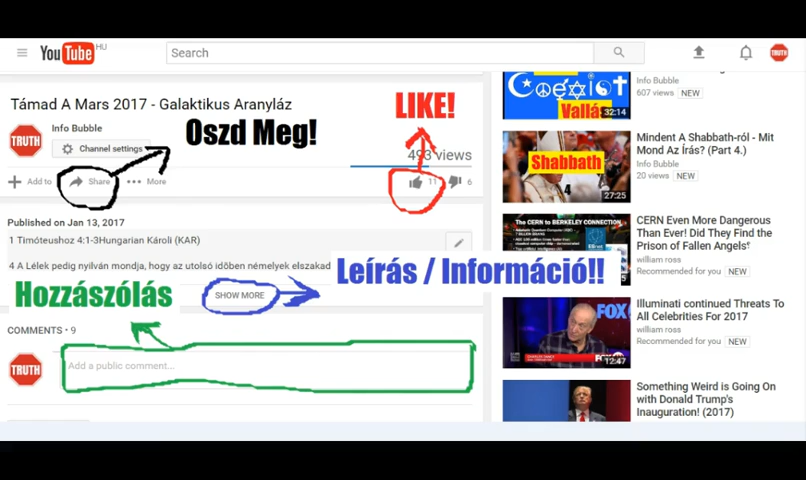 YouTube HU
Search
TRUTH
Támad A Mars 2017 - Galaktikus Aranyláz
TRUTH
Info Bubble
Channel settings
Oszd Meg!
LIKE!
493 views
Add to
Share
More
11
6
Published on Jan 13, 2017
1 Timóteushoz 4:1-3Hungarian Károli (KAR)
4 A Lélek pedig nyilván mondja, hogy az utolsó időben némelyek elszakad
Leírás / Információ!!
Hozzászólás
SHOW MORE
COMMENTS • 9
TRUTH
Add a public comment...
Vallás
32:14
Info Bubble
607 views NEW
Shabbath
27:25
Mindent A Shabbath-ról - Mit
Mond Az Írás? (Part 4.)
Info Bubble
20 views NEW
The CERN to BERKELEY CONNECTION
CERN Even More Dangerous
Than Ever! Did They Find the
Prison of Fallen Angels"
william ross
Recommended for you NEW
FOX
12:47
Illuminati continued Threats To
All Celebrities For 2017
william ross
Recommended for you NEW
Something Weird is Going On
with Donald Trump's
Inauguration! (2017)